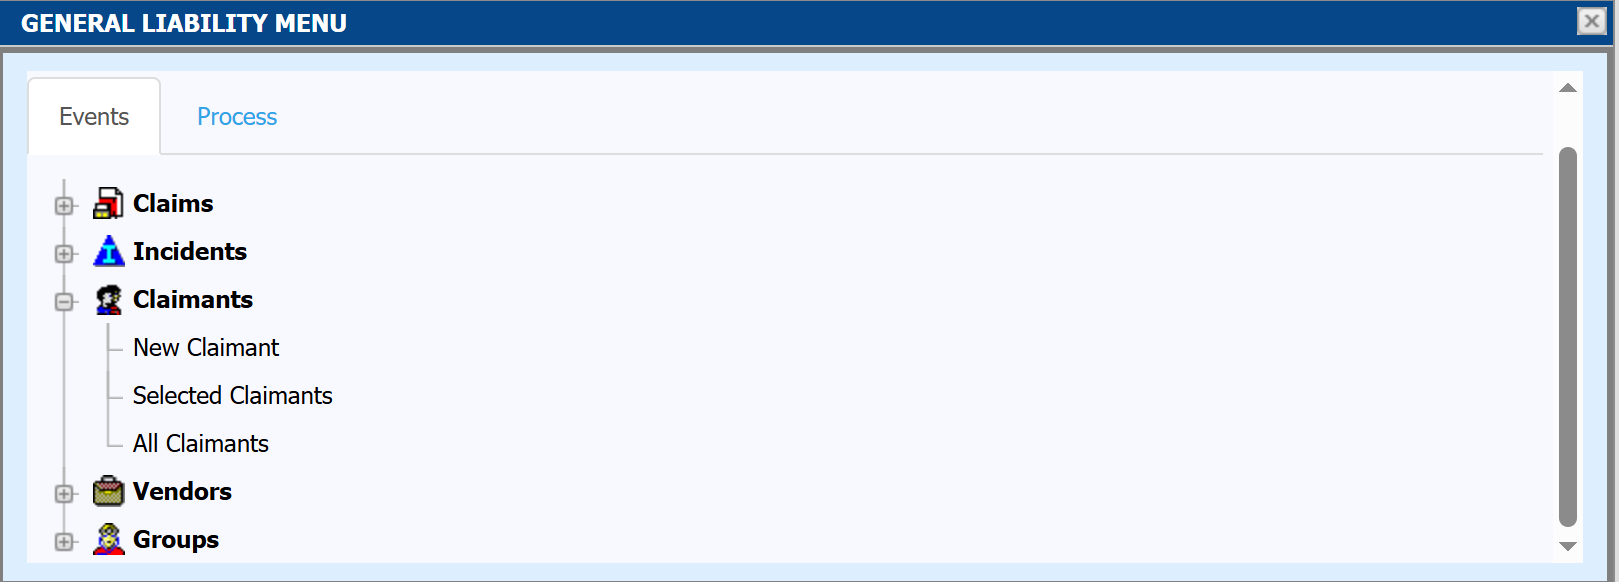 GENERAL LIABILITY MENU
Events Process
Claims
Incidents
Claimants
New Claimant
Selected Claimants
All Claimants
Vendors
Groups